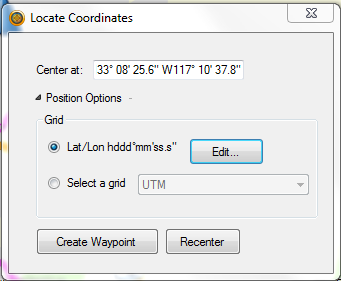 Locate Coordinates
Center at: 33° 08' 25.6" W117° 10' 37.8"
Position Options -
Grid
Lat/Lon hddd°mm'ss.s" Edit...
Select a grid UTM
Create Waypoint Recenter